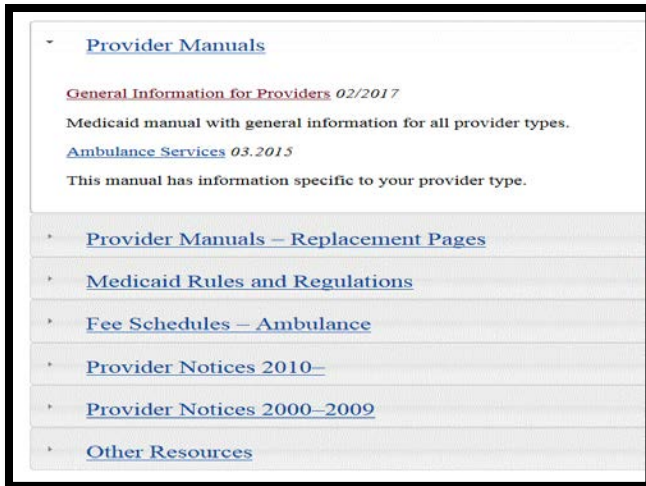 Provider Manuals
General Information for Providers 02/2017
Medicaid manual with general information for all provider types.
Ambulance Services 03.2015
This manual has information specific to your provider type.
Provider Manuals – Replacement Pages
Medicaid Rules and Regulations
Fee Schedules – Ambulance
Provider Notices 2010–
Provider Notices 2000–2009
Other Resources